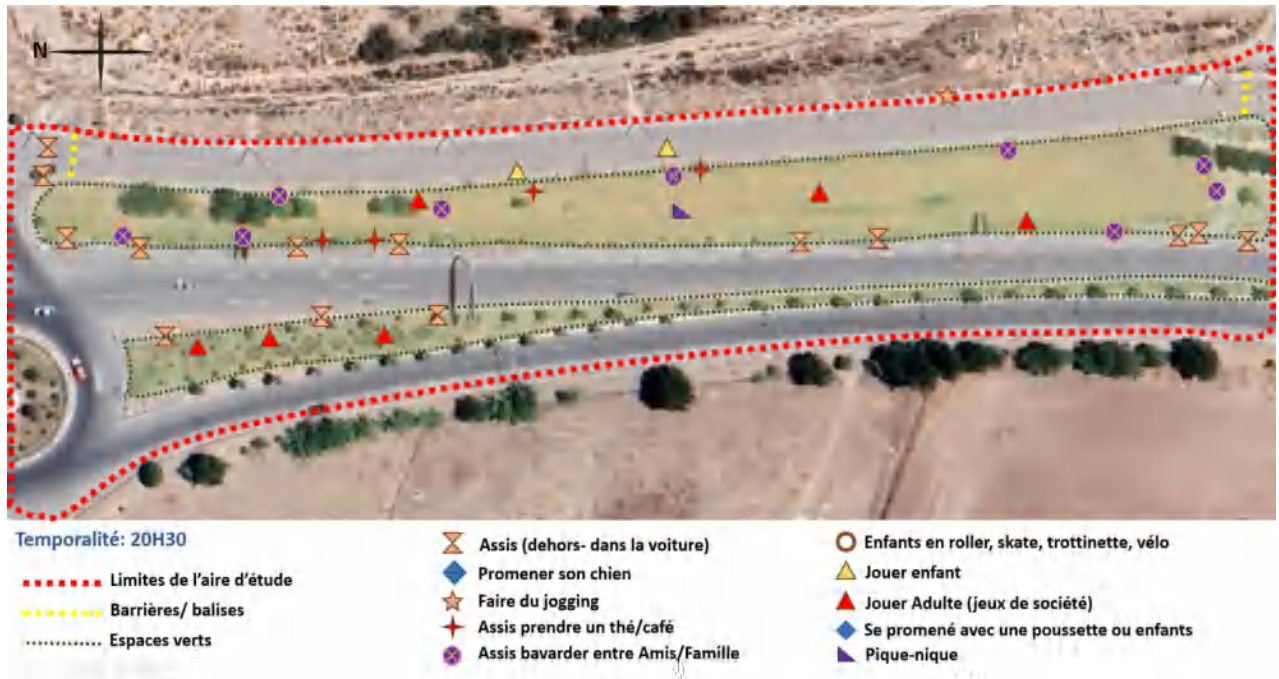 N
Temporalité: 20H30
Limites de l'aire d'étude
Barrières/ balises
Espaces verts
Assis (dehors- dans la voiture)
Promener son chien
Faire du jogging
Assis prendre un thé/café
Assis bavarder entre Amis/Famille
Enfants en roller, skate, trottinette, vélo
Jouer enfant
Jouer Adulte (jeux de société)
Se promené avec une poussette ou enfants
Pique-nique